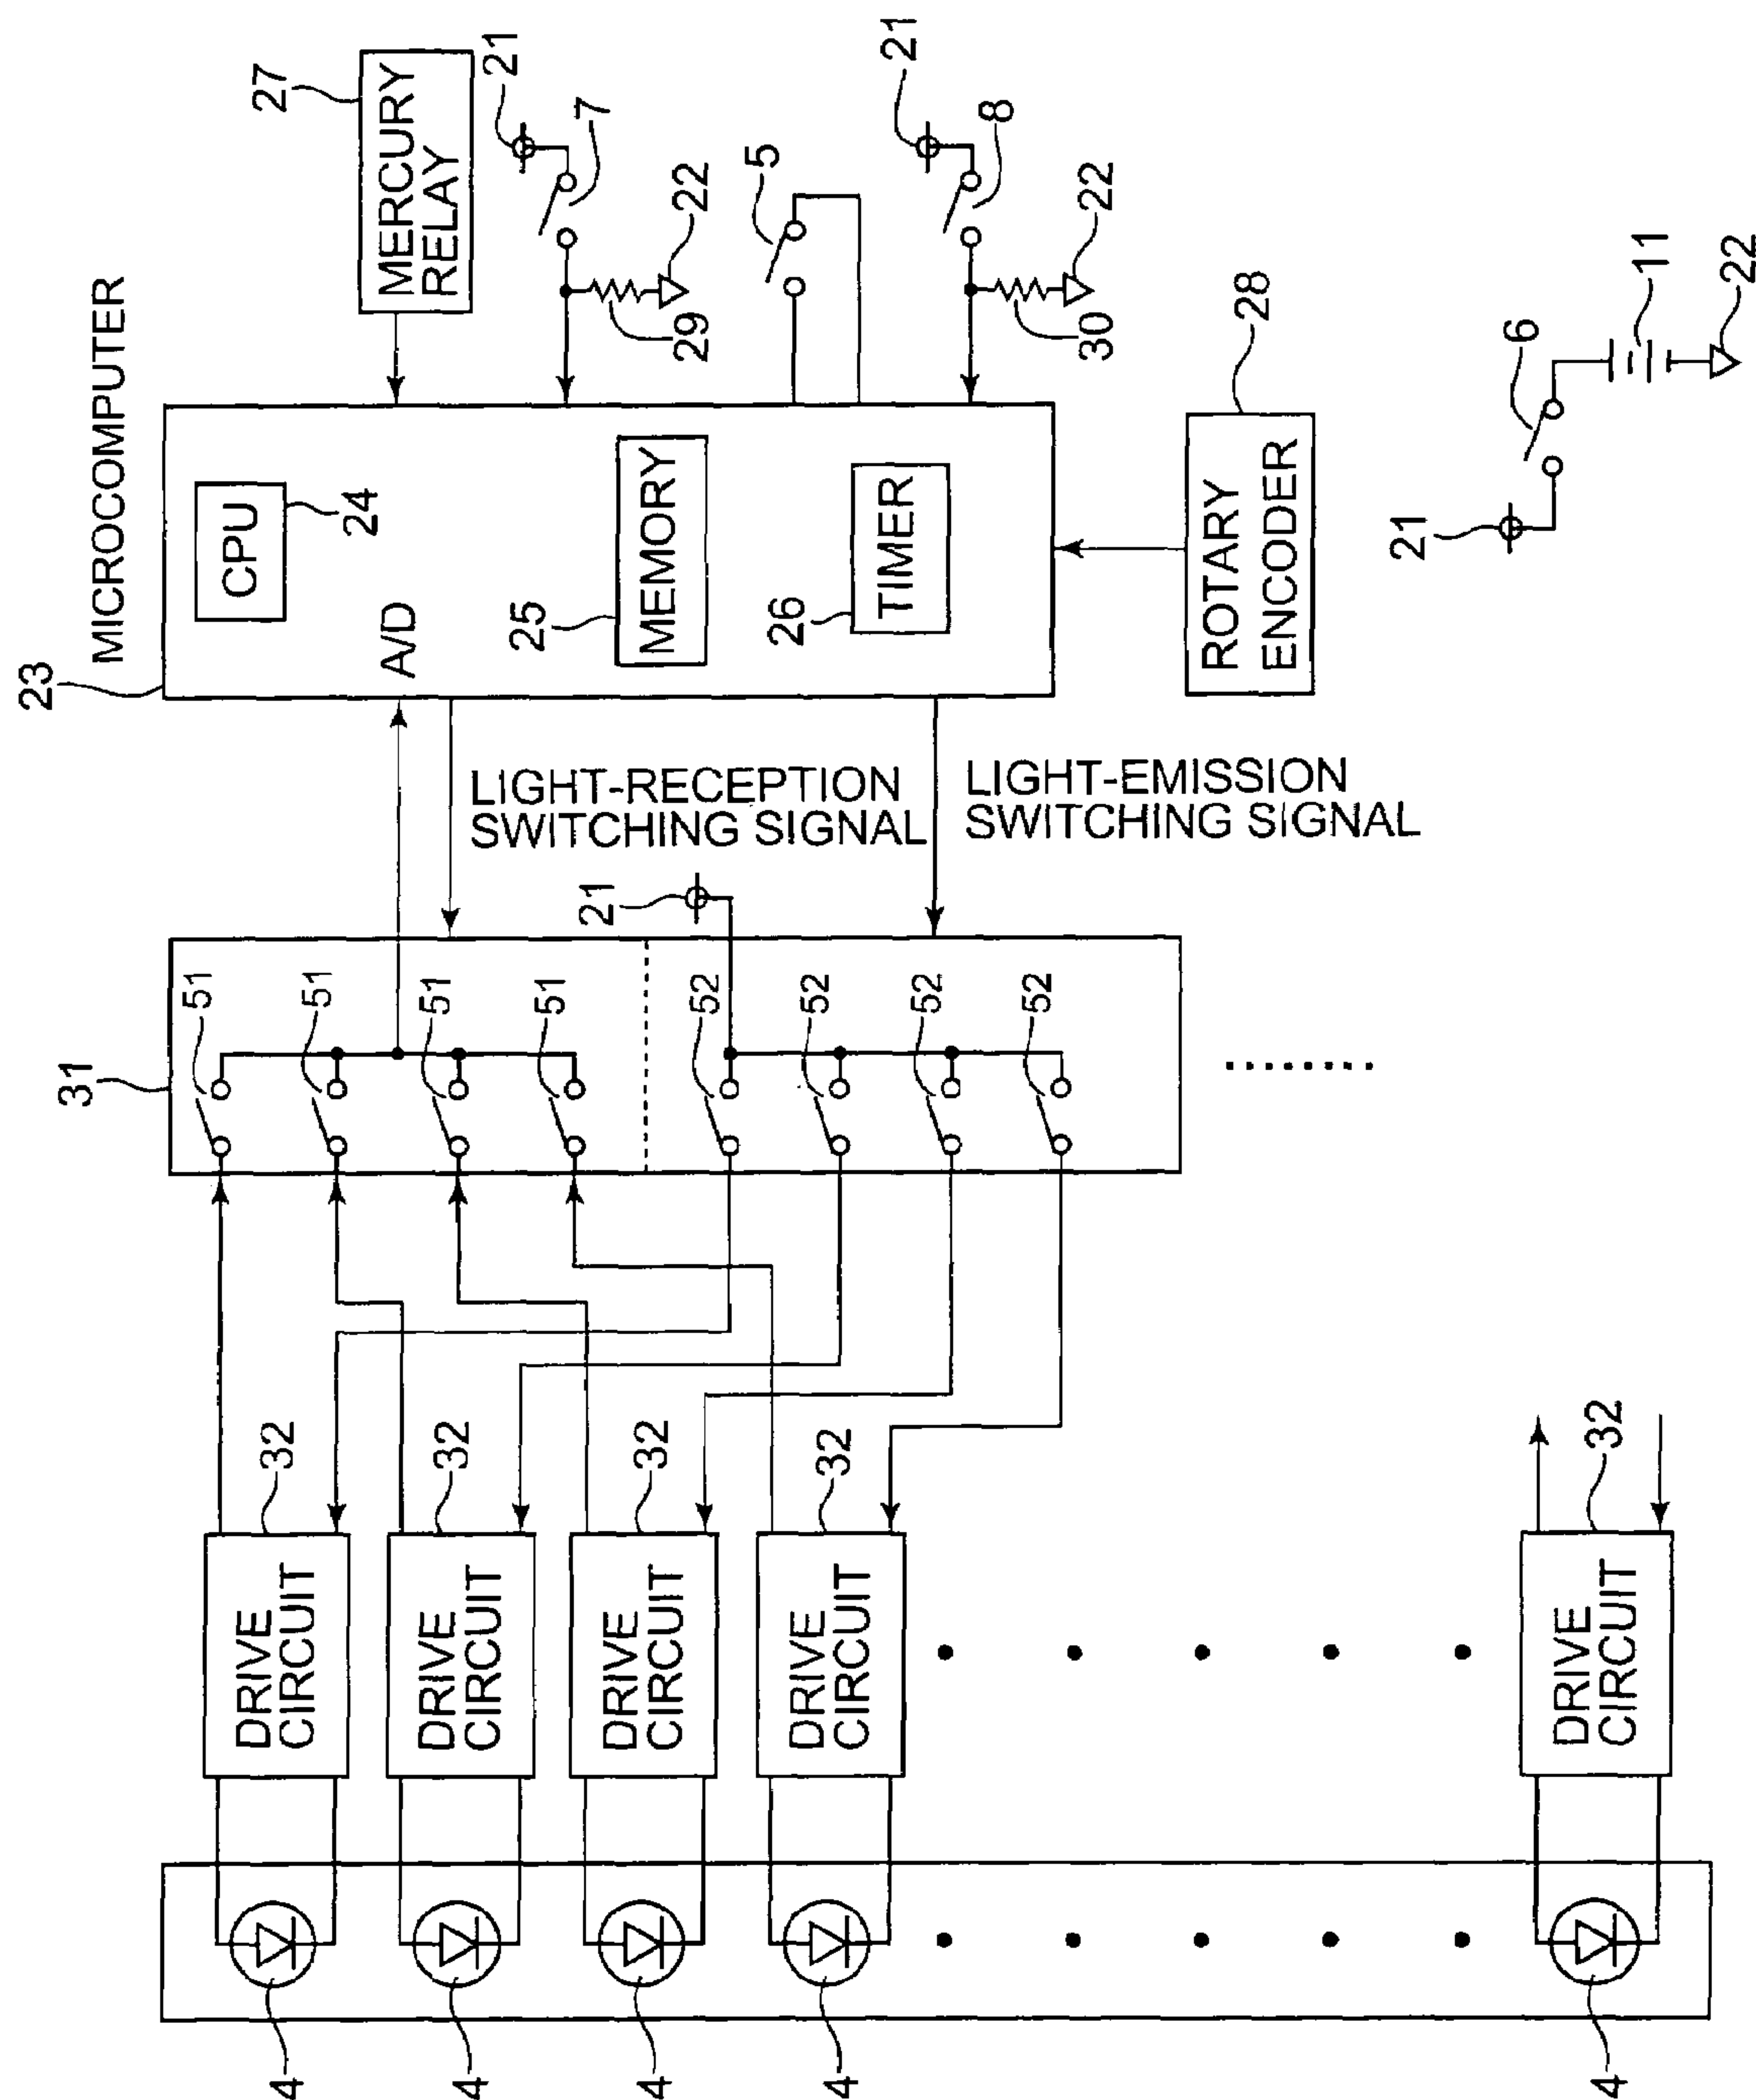 4
4
4
4
4
DRIVE
CIRCUIT
DRIVE
CIRCUIT
DRIVE
CIRCUIT
DRIVE
CIRCUIT
DRIVE
CIRCUIT
32
32
32
32
32
31
51
51
51
51
52
52
52
52
21
LIGHT-RECEPTION
SWITCHING SIGNAL
LIGHT-EMISSION
SWITCHING SIGNAL
23
MICROCOMPUTER
A/D
CPU
24
25
MEMORY
26
TIMER
27
MERCURY
RELAY
21
7
29
22
5
21
8
30
22
ROTARY
ENCODER
28
21
6
11
22